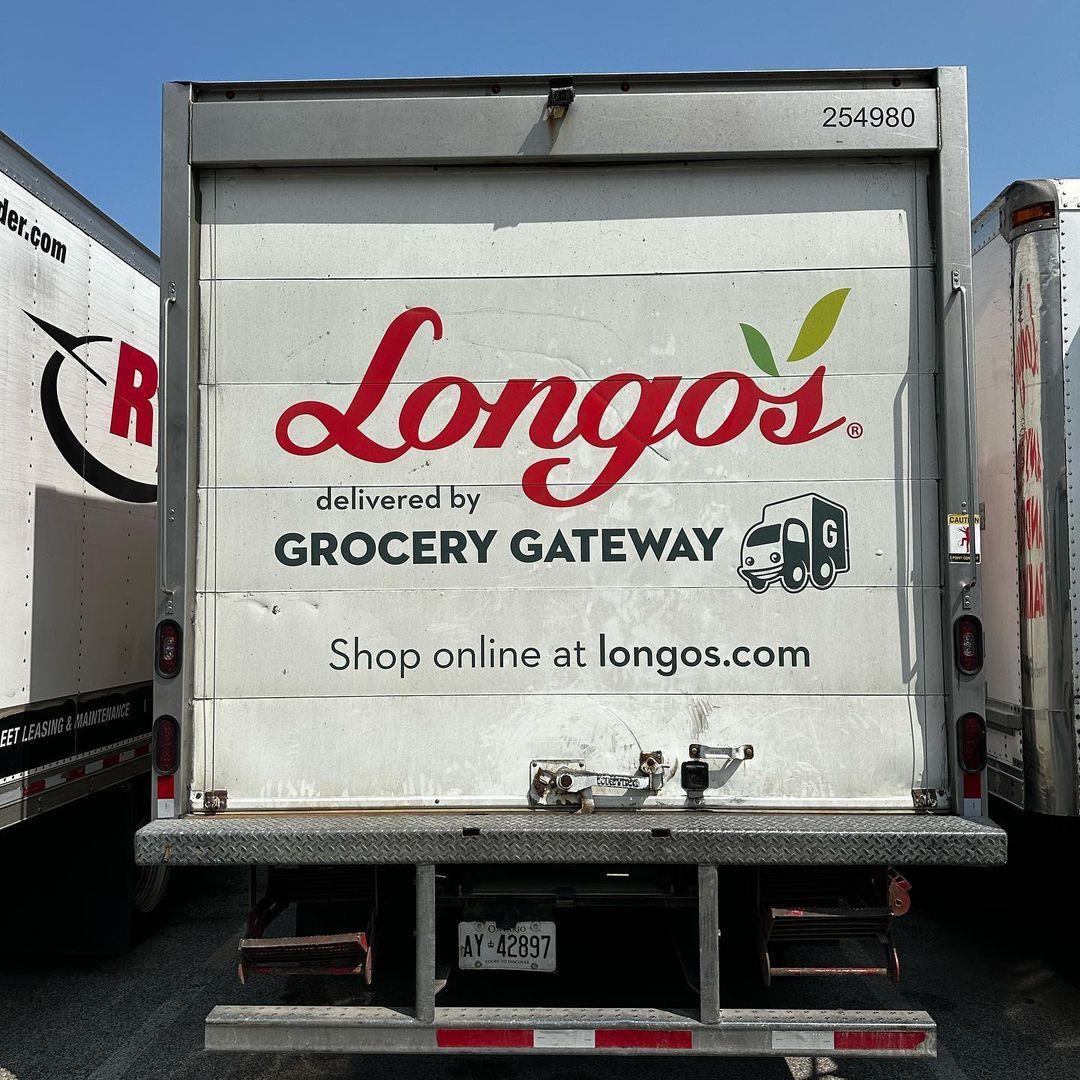 254980
der.com
R
Longo's®
delivered by
GROCERY GATEWAY
G
Shop online at longos.com
CAUTION
EET LEASING & MAINTENANCE
ONTARIO
AY 42897
YOURS TO DISCOVER